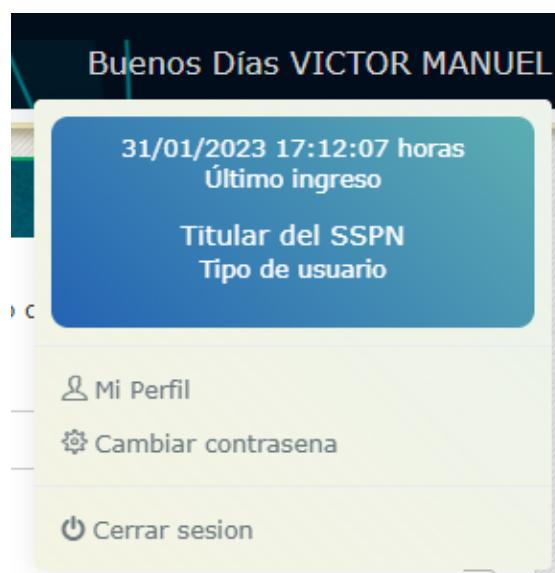 Buenos Días VICTOR MANUEL
31/01/2023 17:12:07 horas
Último ingreso
Titular del SSPN
Tipo de usuario
Mi Perfil
Cambiar contrasena
Cerrar sesion